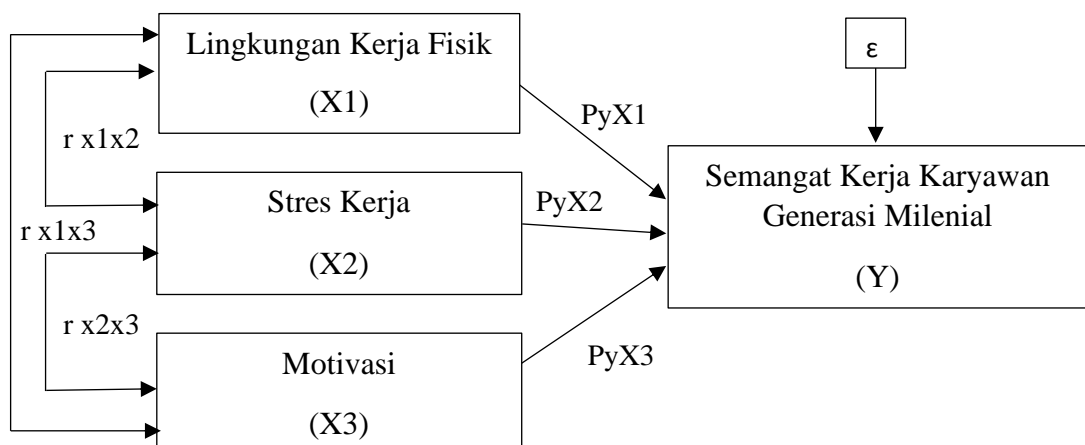 Lingkungan Kerja Fisik
(X1)
ε
PyX1
r x1x2
Semangat Kerja Karyawan
Generasi Milenial
(Y)
Stres Kerja
(X2)
PyX2
r x1x3
r x2x3
Motivasi
(X3)
PyX3